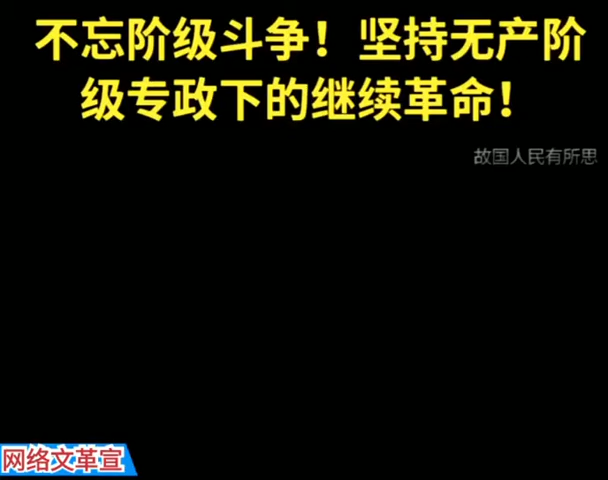 不忘阶级斗争！坚持无产阶
级专政下的继续革命！
故国人民有所思
网络文革宣